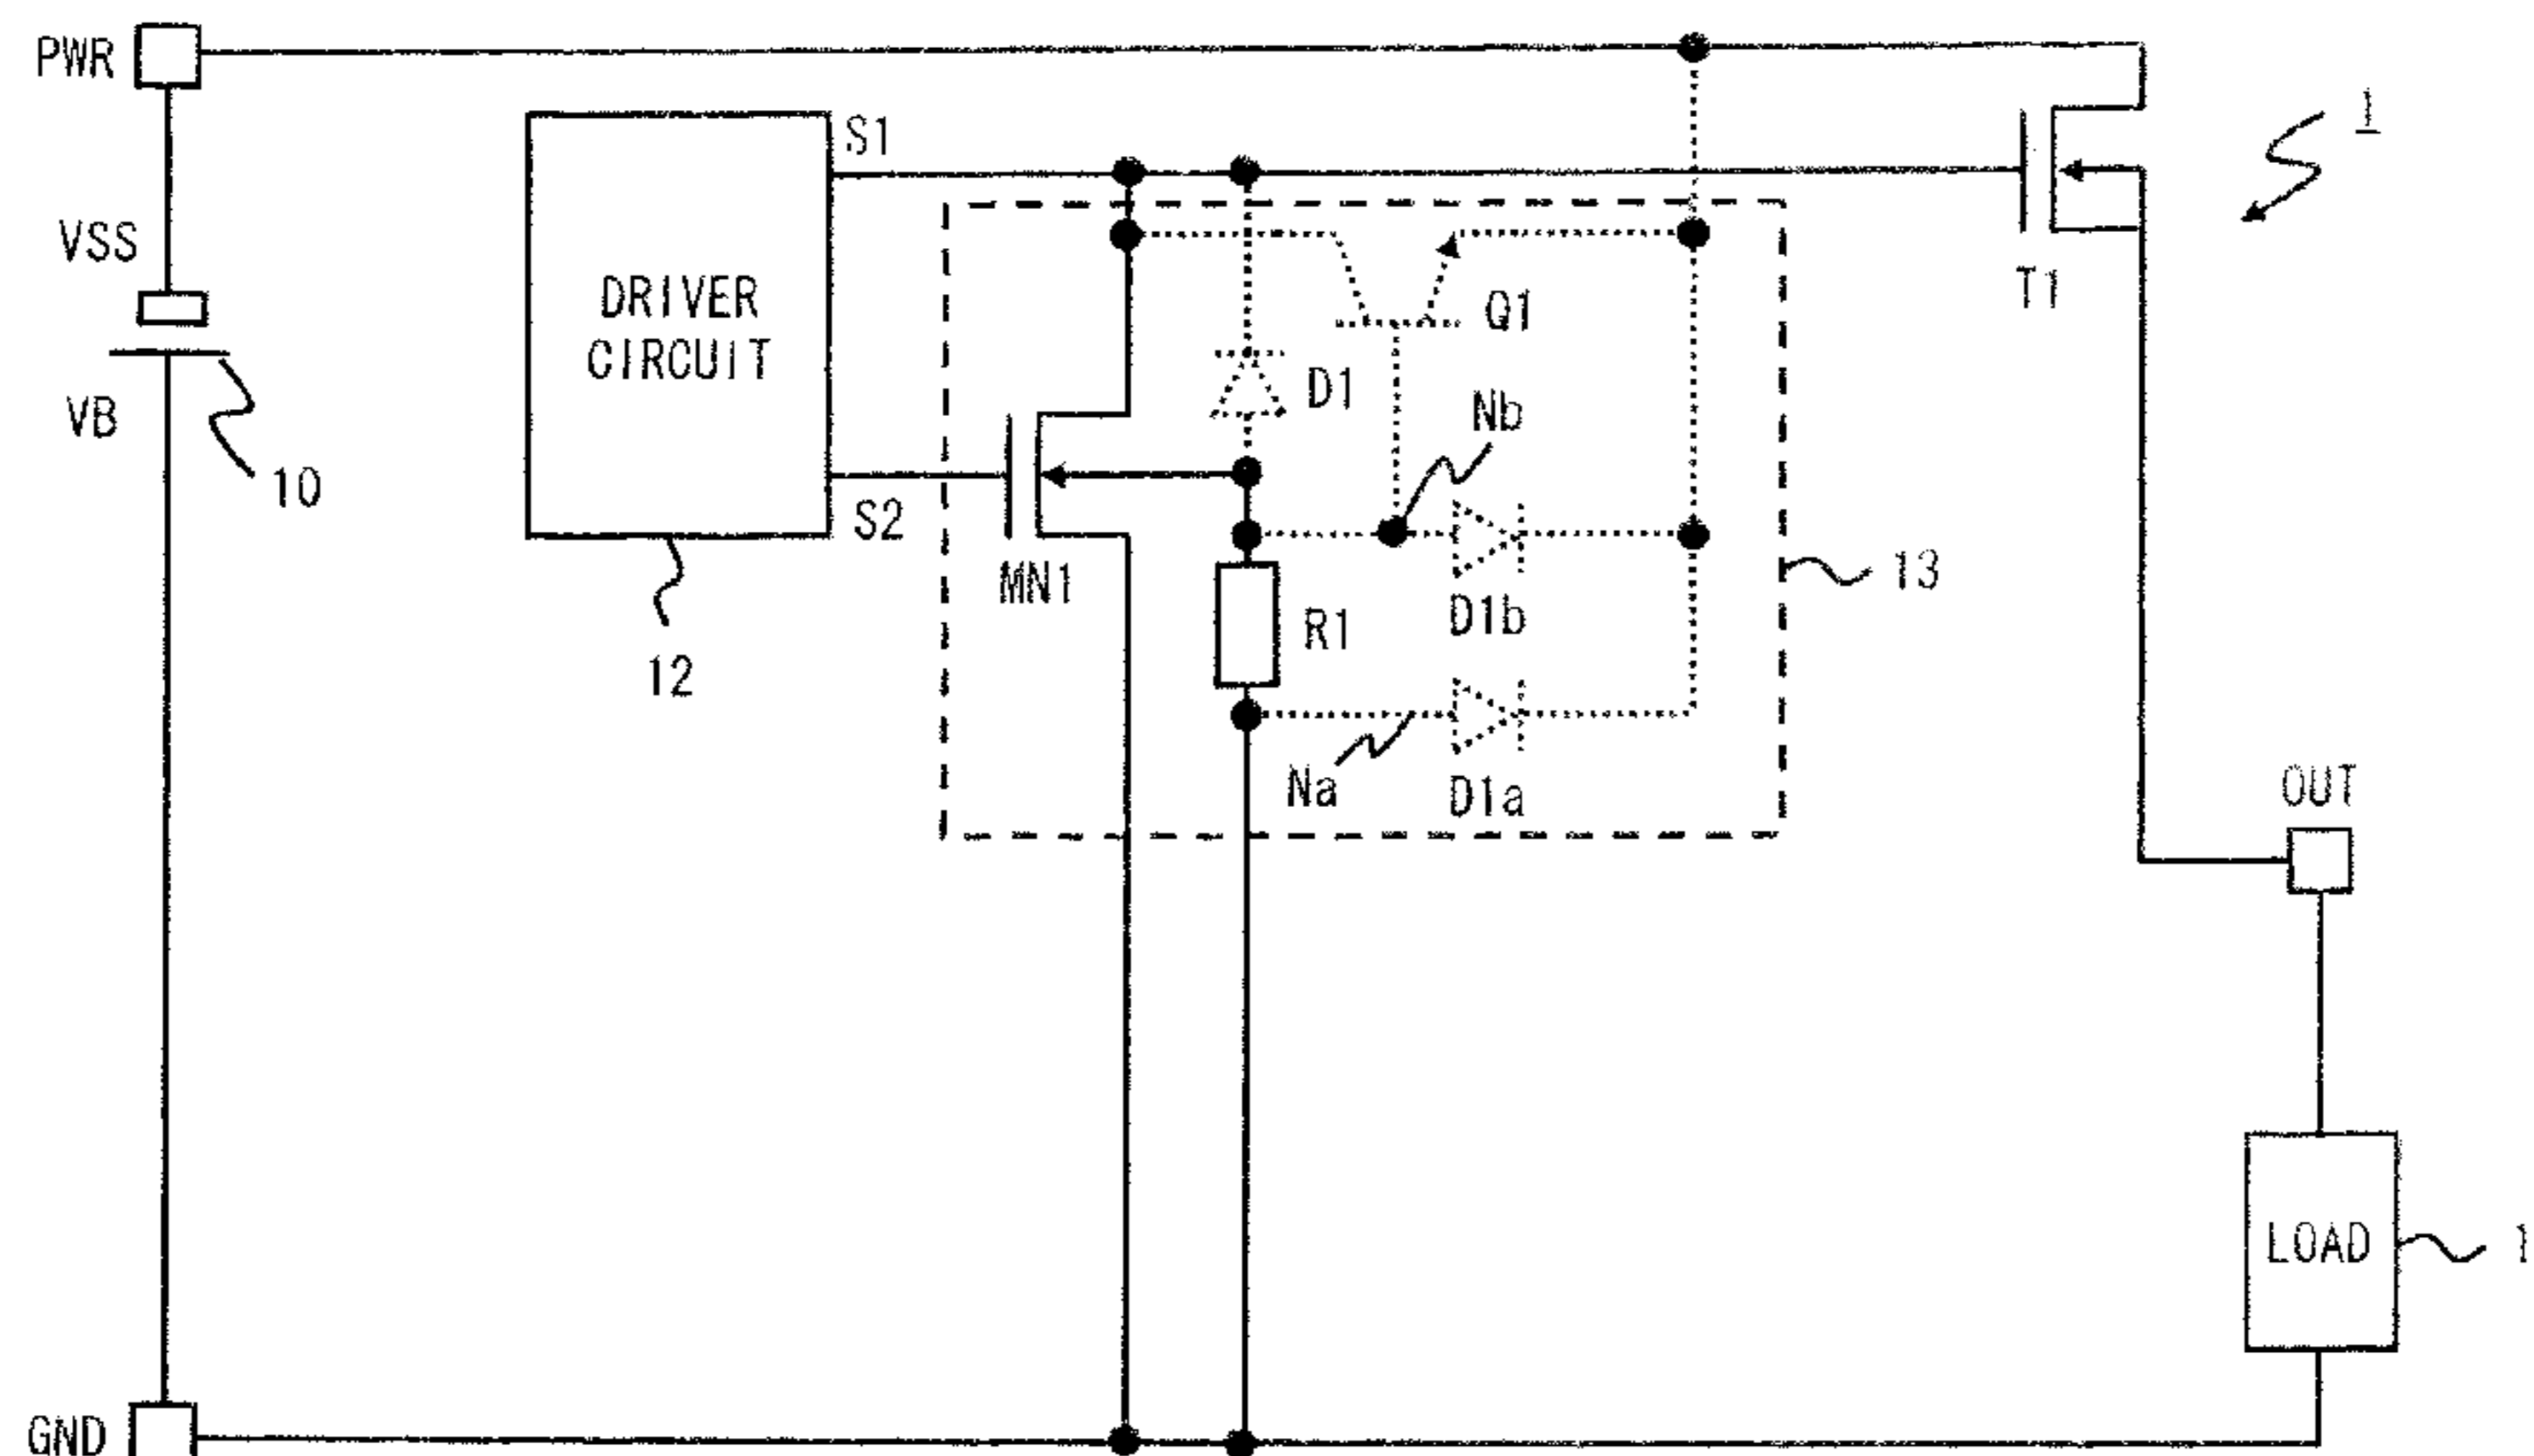 PWR
S1
1
VSS
DRIVER
CIRCUIT
Q1
T1
D1
Nb
VB
10
S2
MN1
D1b
13
R1
12
Na
D1a
OUT
LOAD
1
GND